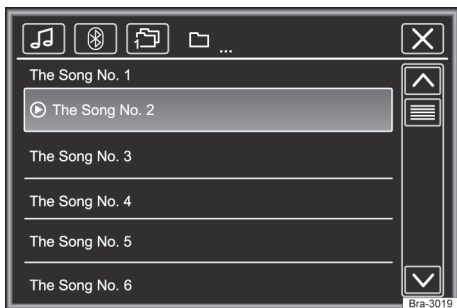 ...
The Song No. 1
The Song No. 2
The Song No. 3
The Song No. 4
The Song No. 5
The Song No. 6
Bra-3019